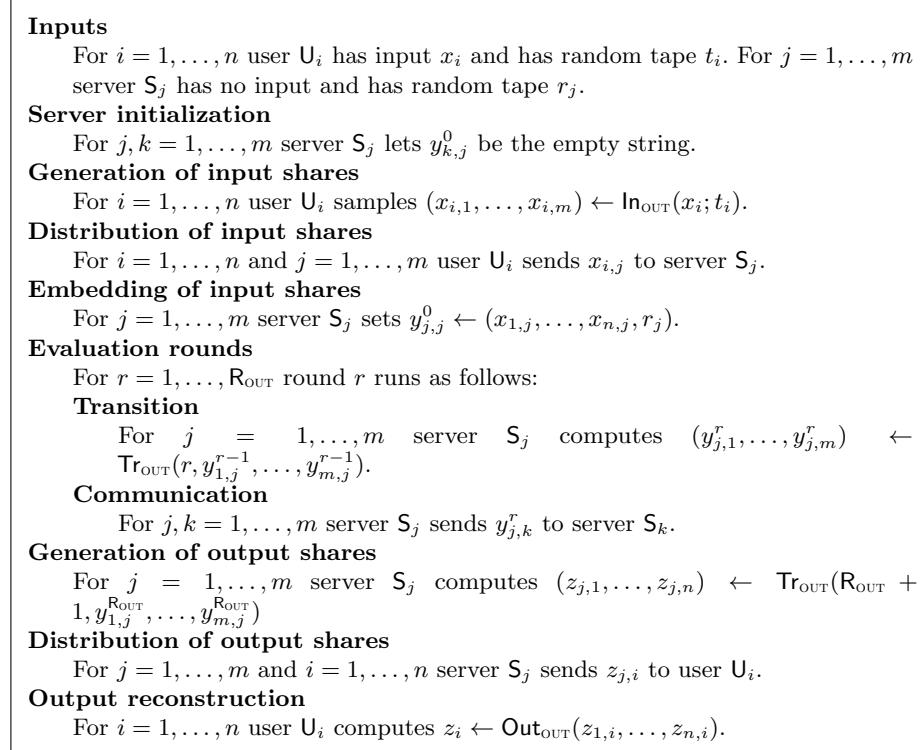 Inputs
For i = 1, . . . , n user U_i has input x_i and has random tape t_i. For j = 1, . . . , m
server S_j has no input and has random tape r_j.
Server initialization
For j, k = 1, . . . , m server S_j lets y^0_{k,j} be the empty string.
Generation of input shares
For i = 1, . . . , n user U_i samples (x_{i,1}, . . . , x_{i,m}) ← In_OUT(x_i; t_i).
Distribution of input shares
For i = 1, . . . , n and j = 1, . . . , m user U_i sends x_{i,j} to server S_j.
Embedding of input shares
For j = 1, . . . , m server S_j sets y^0_{j,j} ← (x_{1,j}, . . . , x_{n,j}, r_j).
Evaluation rounds
For r = 1, . . . , R_OUT round r runs as follows:
Transition
For j = 1, . . . , m server S_j computes (y^r_{j,1}, . . . , y^r_{j,m}) ←
Tr_OUT(r, y^{r−1}_{1,j}, . . . , y^{r−1}_{m,j}).
Communication
For j, k = 1, . . . , m server S_j sends y^r_{j,k} to server S_k.
Generation of output shares
For j = 1, . . . , m server S_j computes (z_{j,1}, . . . , z_{j,n}) ← Tr_OUT(R_OUT +
1, y^{R_OUT}_{1,j}, . . . , y^{R_OUT}_{m,j})
Distribution of output shares
For j = 1, . . . , m and i = 1, . . . , n server S_j sends z_{j,i} to user U_i.
Output reconstruction
For i = 1, . . . , n user U_i computes z_i ← Out_OUT(z_{1,i}, . . . , z_{n,i}).